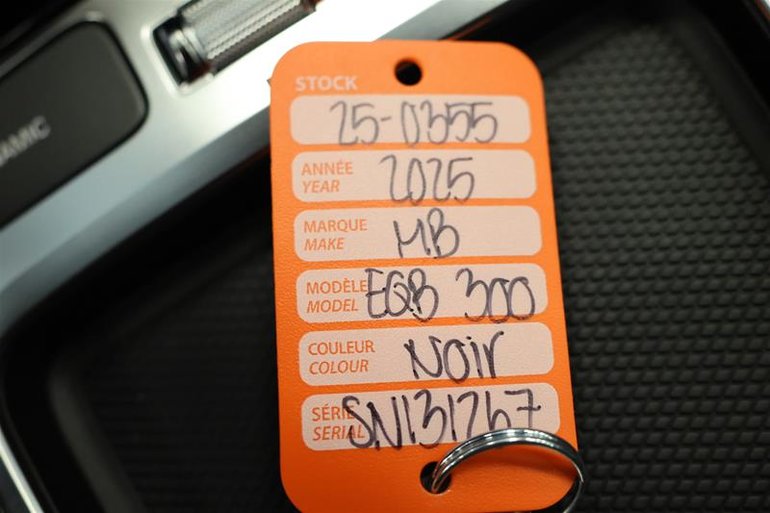 AMIC
STOCK
25-0355
ANNÉE
YEAR
2025
MARQUE
MAKE
MB
MODÈLE
MODEL
EQB 300
COULEUR
COLOUR
Noir
SÉRIE
SERIAL
SN131767